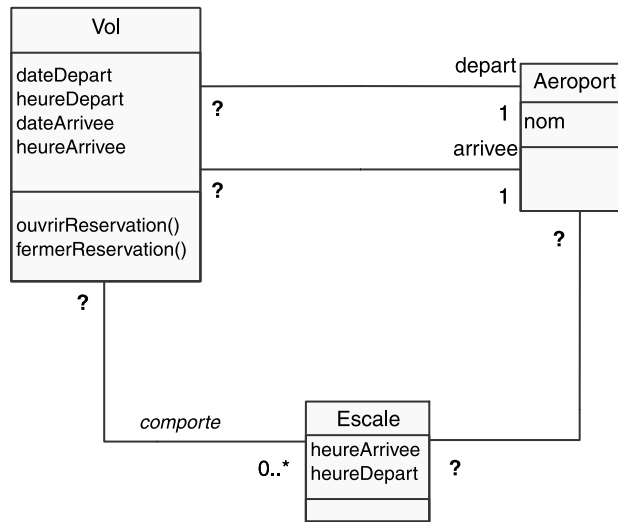 Vol
dateDepart
heureDepart
dateArrivee
heureArrivee
ouvrirReservation()
fermerReservation()
?
?
?
depart
1
arrivee
1
Aeroport
nom
?
comporte
0..*
Escale
heureArrivee
heureDepart
?